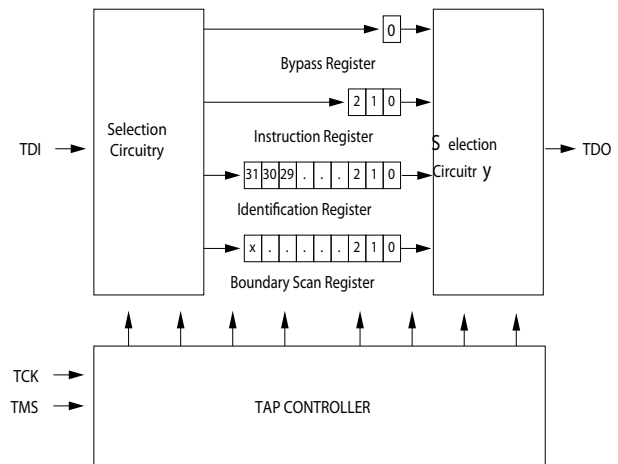 0
Bypass Register
2 1 0
Selection
Circuitry
Instruction Register
S election
Circuitr y
TDI
TDO
31 30 29 . . . 2 1 0
Identification Register
x . . . . . 2 1 0
Boundary Scan Register
TCK
TMS
TAP CONTROLLER